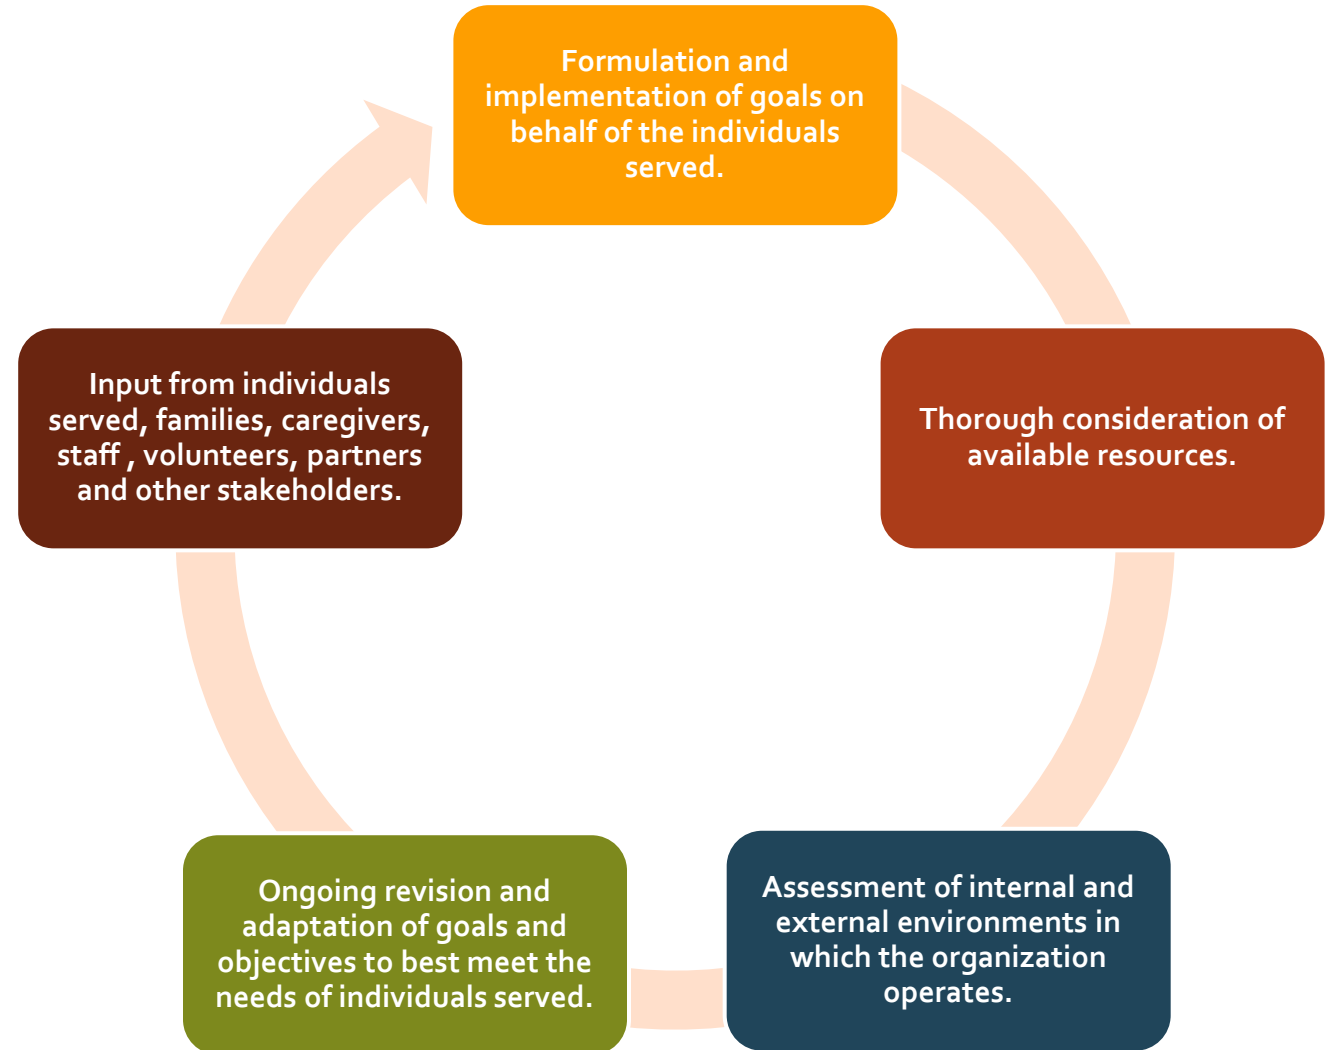 Formulation and
implementation of goals on
behalf of the individuals
served.
Thorough consideration of
available resources.
Assessment of internal and
external environments in
which the organization
operates.
Ongoing revision and
adaptation of goals and
objectives to best meet the
needs of individuals served.
Input from individuals
served, families, caregivers,
staff , volunteers, partners
and other stakeholders.